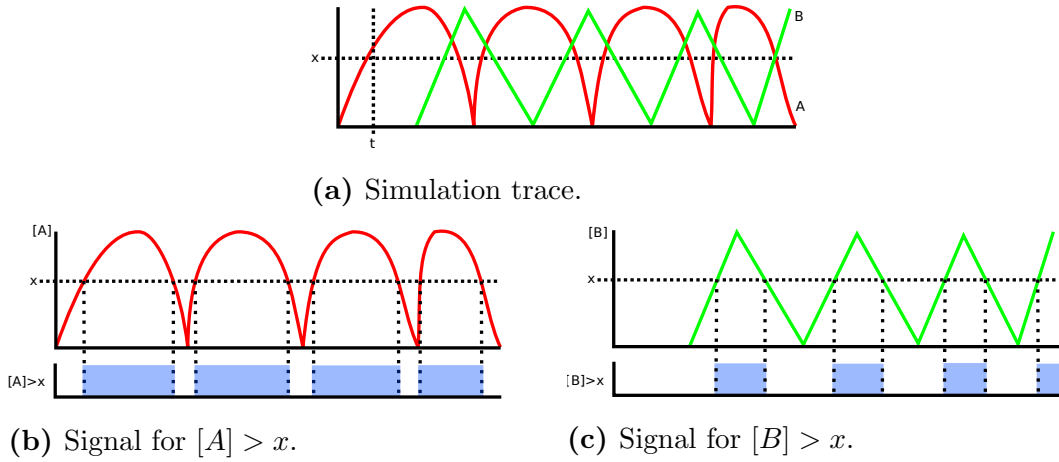 B
x
A
t
(a) Simulation trace.
[A]
x
[A]>x
(b) Signal for [A] > x.
[B]
x
[B]>x
(c) Signal for [B] > x.